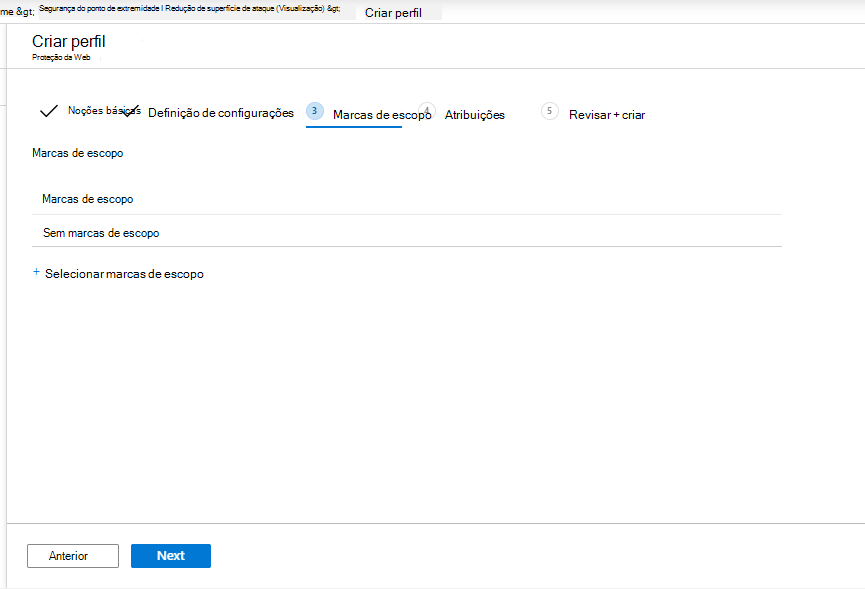 me &gt; Segurança do ponto de extremidade | Redução de superfície de ataque (Visualização) &gt; Criar perfil
Criar perfil
Proteção da Web
Noções básicas Definição de configurações 3 Marcas de escopo 4 Atribuições 5 Revisar + criar
Marcas de escopo
Marcas de escopo
Sem marcas de escopo
+ Selecionar marcas de escopo
Anterior Next